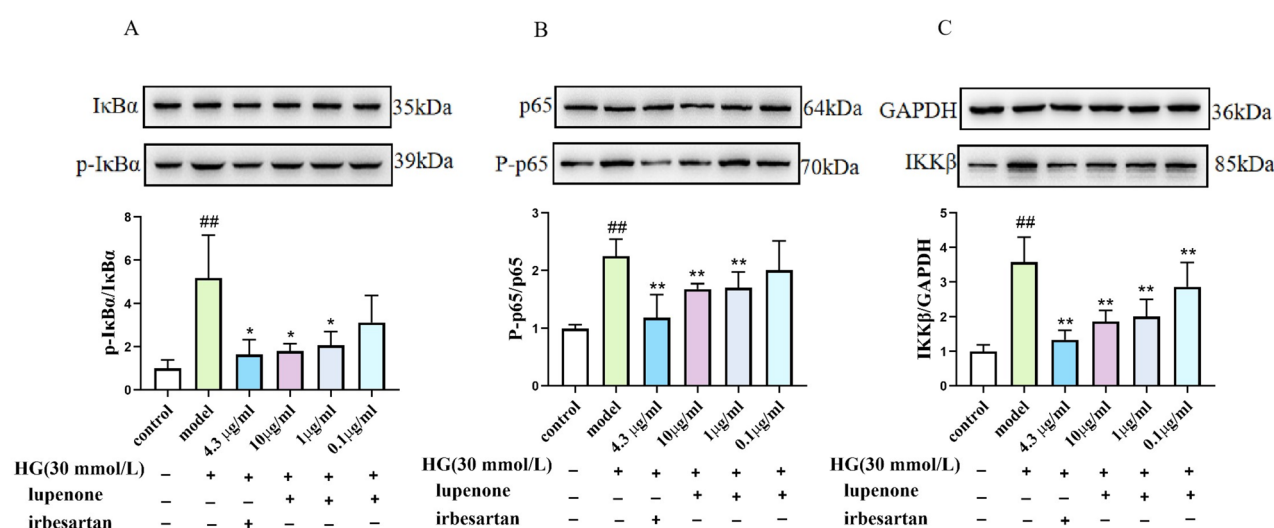 A
B
C
IκBα
35kDa
p-IκBα
39kDa
p65
64kDa
P-p65
70kDa
GAPDH
36kDa
IKKβ
85kDa
p-IκBα/IκBα
8
6
4
2
0
##
*
*
*
control
model
4.3 μg/ml
10μg/ml
1μg/ml
0.1μg/ml
HG(30 mmol/L) – + + + + +
lupenone – – – + + +
irbesartan – – + – – –
P-p65/p65
3
2
1
0
##
**
**
**
control
model
4.3 μg/ml
10μg/ml
1μg/ml
0.1μg/ml
HG(30 mmol/L) – + + + + +
lupenone – – – + + +
irbesartan – – + – – –
IKKβ/GAPDH
5
4
3
2
1
0
##
**
**
**
**
control
model
4.3 μg/ml
10μg/ml
1μg/ml
0.1μg/ml
HG(30 mmol/L) – + + + + +
lupenone – – – + + +
irbesartan – – + – – –